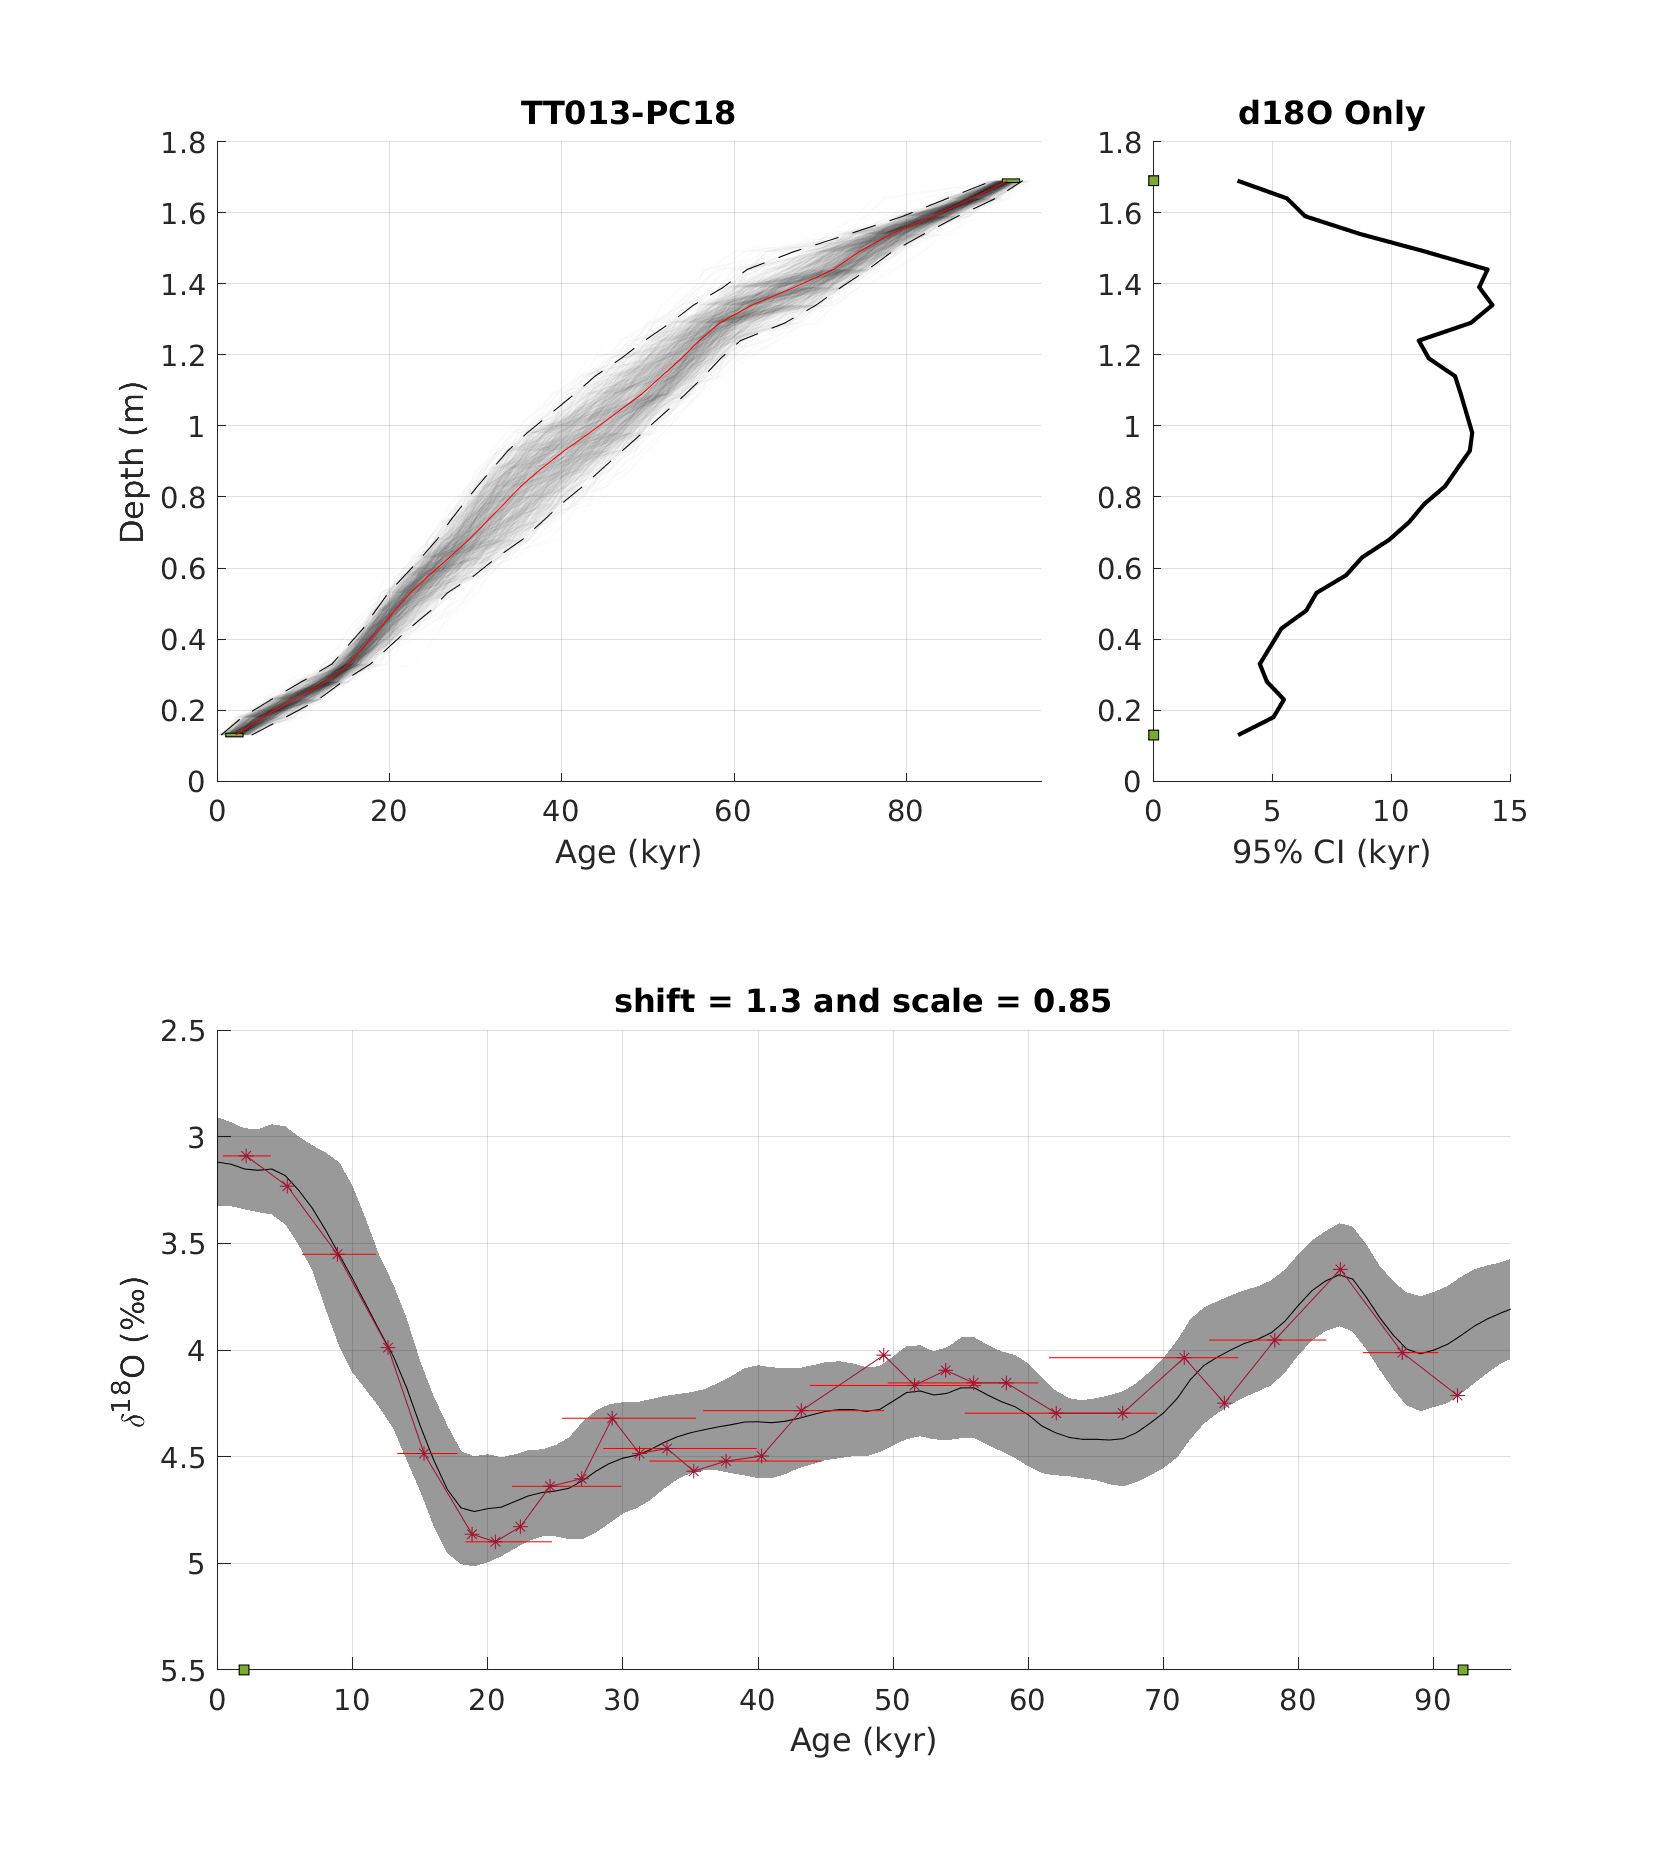 TT013-PC18
1.8
1.6
1.4
1.2
1
0.8
0.6
0.4
0.2
0
Depth (m)
0 20 40 60 80
Age (kyr)
d18O Only
1.8
1.6
1.4
1.2
1
0.8
0.6
0.4
0.2
0
0 5 10 15
95% CI (kyr)
shift = 1.3 and scale = 0.85
2.5
3
3.5
4
4.5
5
5.5
δ¹⁸O (‰)
0 10 20 30 40 50 60 70 80 90
Age (kyr)